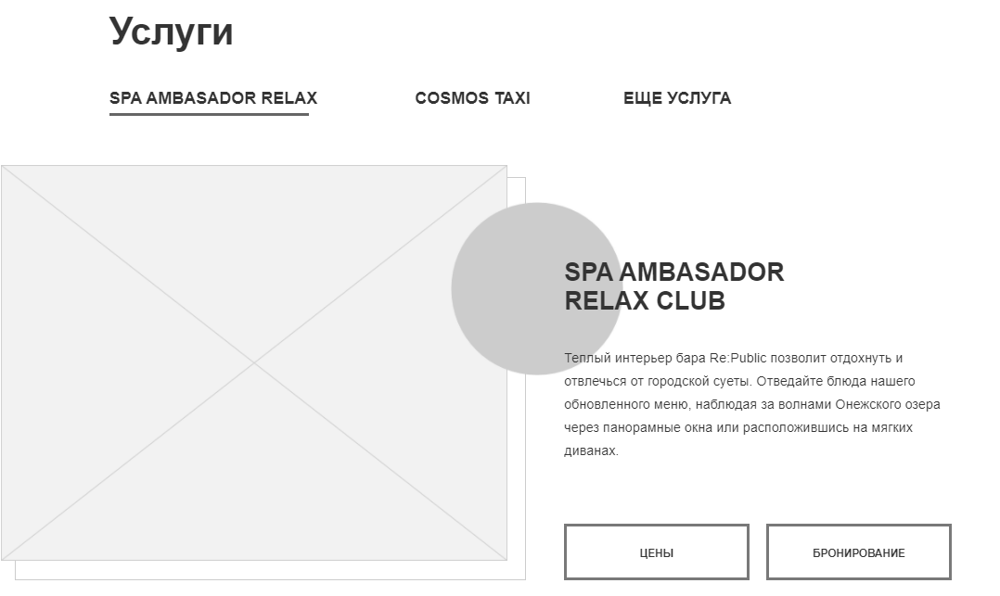 Услуги
SPA AMBASADOR RELAX
COSMOS TAXI
ЕЩЕ УСЛУГА
SPA AMBASADOR
RELAX CLUB
Теплый интерьер бара Re:Public позволит отдохнуть и
отвлечься от городской суеты. Отведайте блюда нашего
обновленного меню, наблюдая за волнами Онежского озера
через панорамные окна или расположившись на мягких
диванах.
ЦЕНЫ
БРОНИРОВАНИЕ